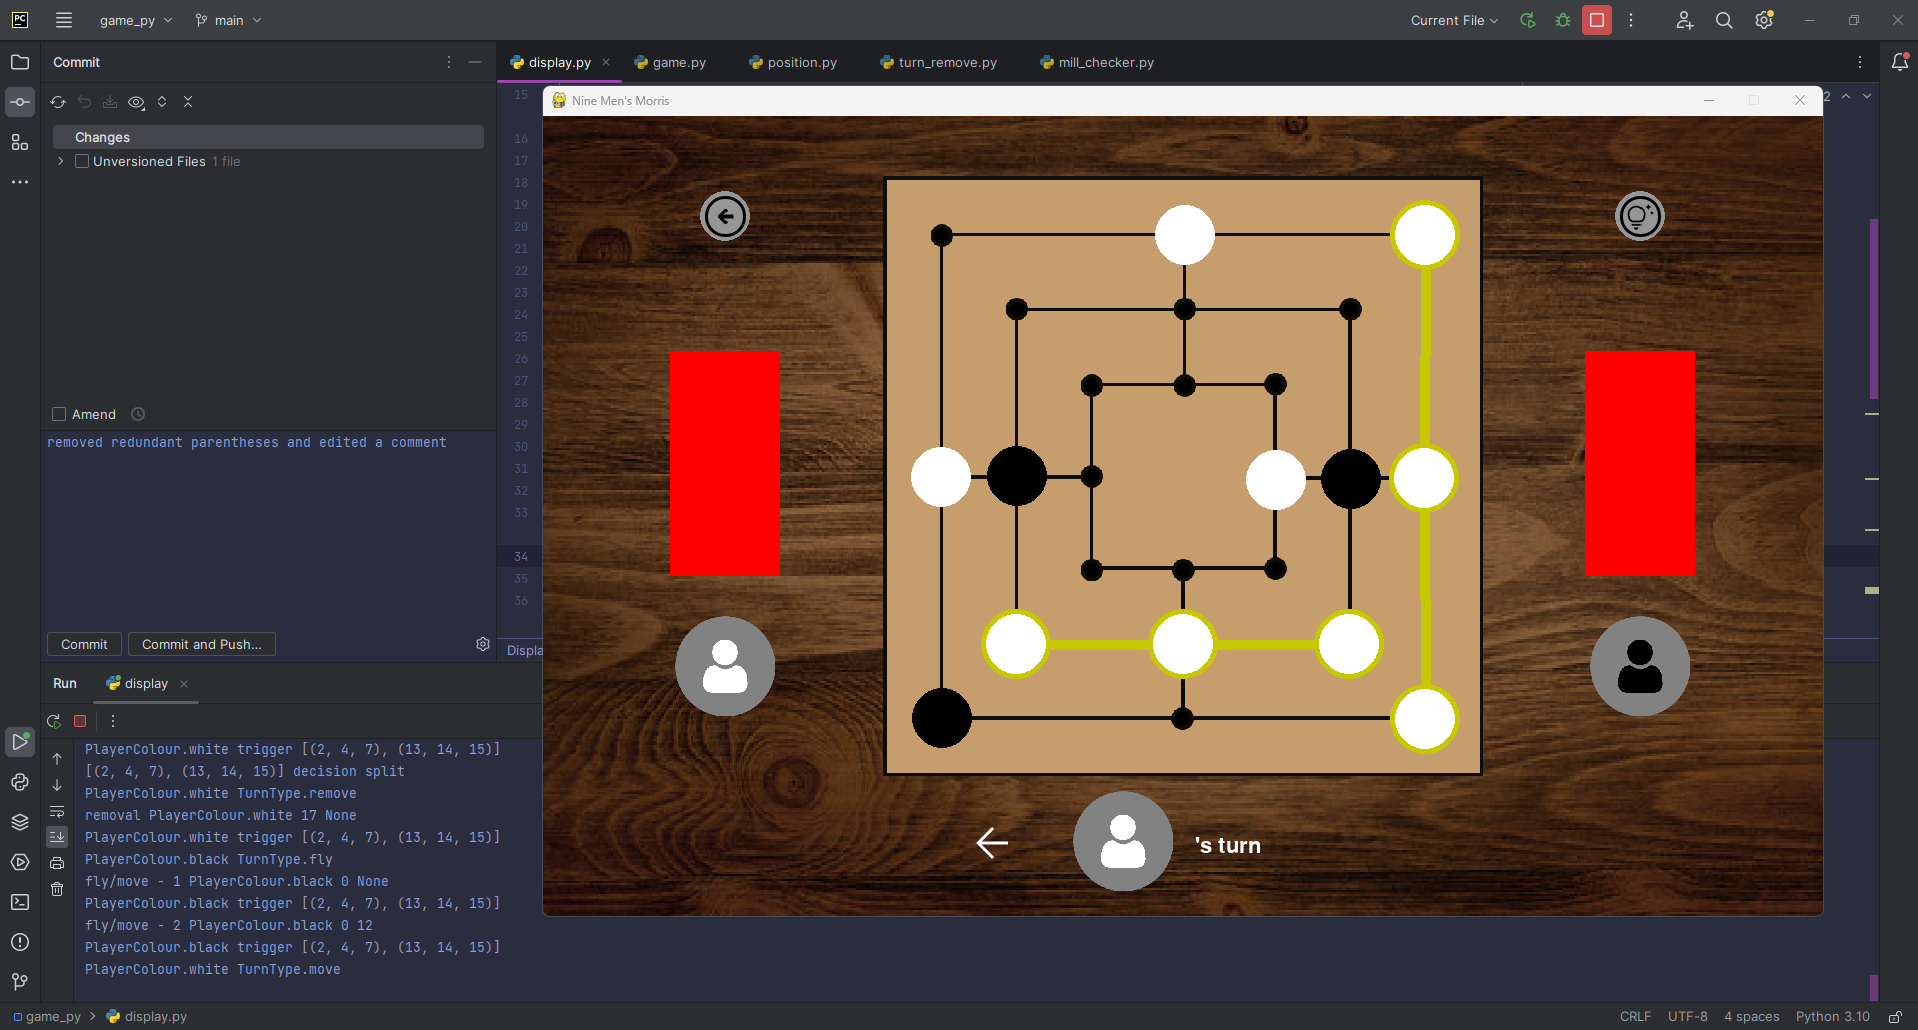 PC
game_py
main
Current File
Commit
display.py
game.py
position.py
turn_remove.py
mill_checker.py
Changes
Unversioned Files 1 file
Amend
removed redundant parentheses and edited a comment
Commit
Commit and Push...
15
16
17
18
19
20
21
22
23
24
25
26
27
28
29
30
31
32
33
34
35
36
2
Displa
Nine Men's Morris
's turn
Run
display
PlayerColour.white trigger [(2, 4, 7), (13, 14, 15)]
[(2, 4, 7), (13, 14, 15)] decision split
PlayerColour.white TurnType.remove
removal PlayerColour.white 17 None
PlayerColour.white trigger [(2, 4, 7), (13, 14, 15)]
PlayerColour.black TurnType.fly
fly/move - 1 PlayerColour.black 0 None
PlayerColour.black trigger [(2, 4, 7), (13, 14, 15)]
fly/move - 2 PlayerColour.black 0 12
PlayerColour.black trigger [(2, 4, 7), (13, 14, 15)]
PlayerColour.white TurnType.move
game_py
display.py
CRLF
UTF-8
4 spaces
Python 3.10